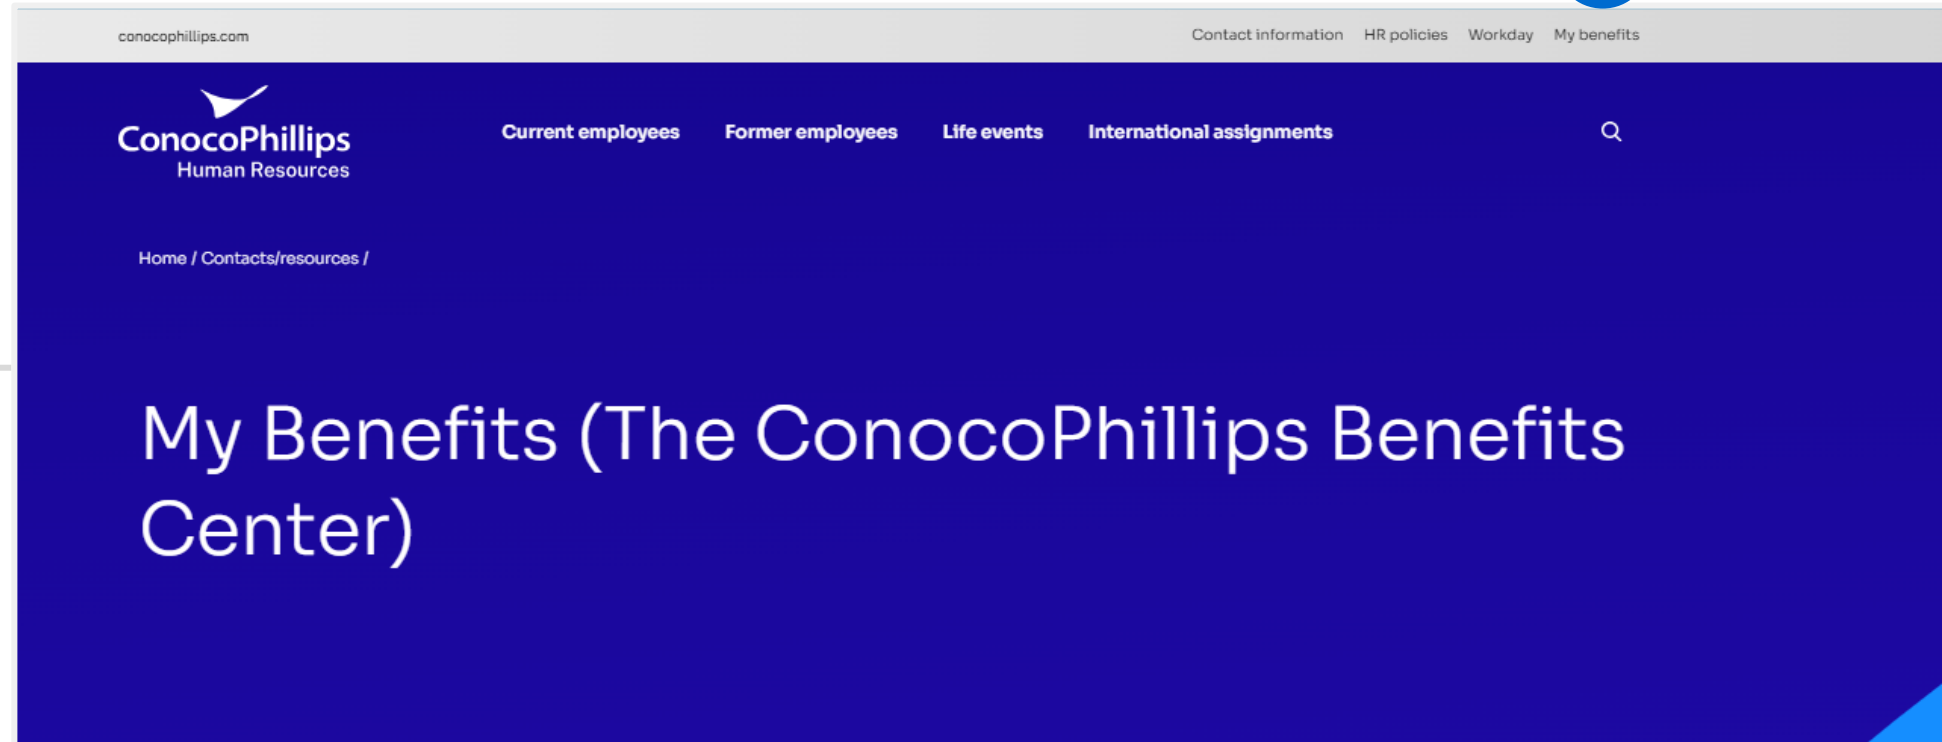 conocophillips.com
Contact information HR policies Workday My benefits
ConocoPhillips
Human Resources
Current employees Former employees Life events International assignments
Home / Contacts/resources /
My Benefits (The ConocoPhillips Benefits
Center)